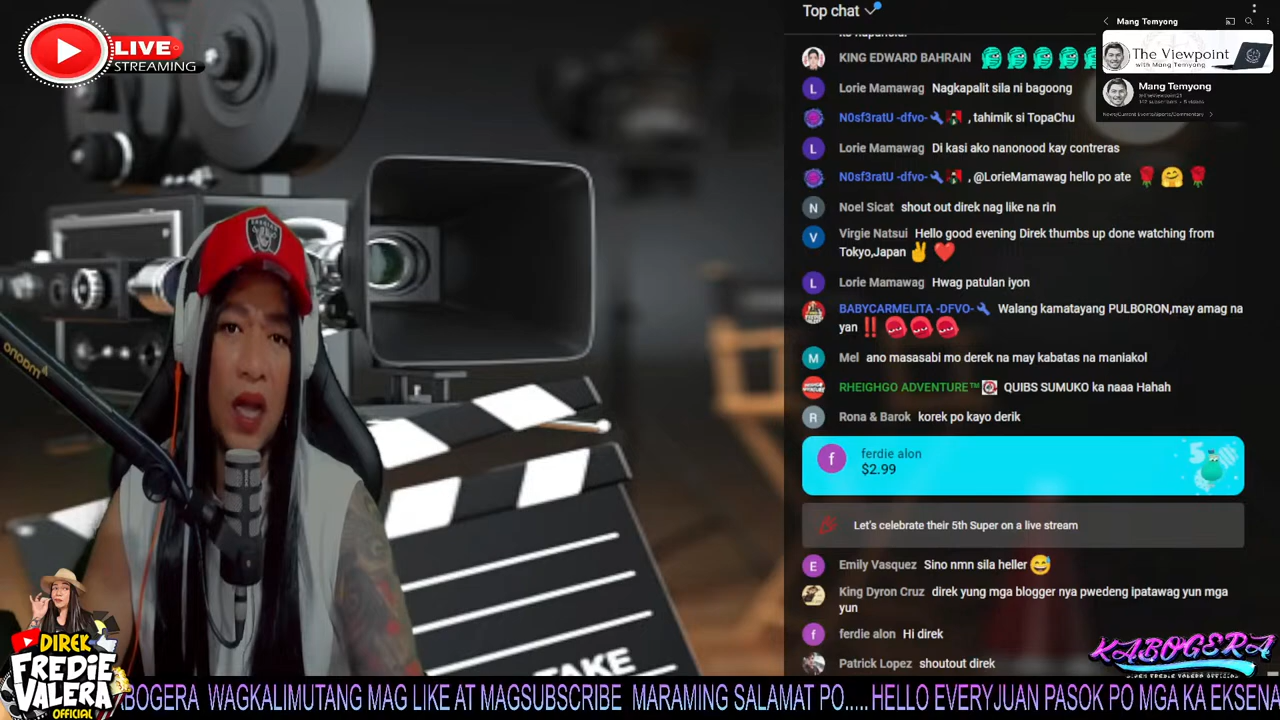 LIVE
STREAMING
amaono
TAKE
DIREK
FREDIE
VALERA
OFFICIAL
Top chat
KING EDWARD BAHRAIN
Lorie Mamawag Nagkapalit sila ni bagoong
N0sf3ratU -dfvo- , tahimik si TopaChu
Lorie Mamawag Di kasi ako nanonood kay contreras
N0sf3ratU -dfvo- , @LorieMamawag hello po ate
Noel Sicat shout out direk nag like na rin
Virgie Natsui Hello good evening Direk thumbs up done watching from
Tokyo,Japan
Lorie Mamawag Hwag patulan iyon
BABYCARMELITA -DFVO- Walang kamatayang PULBORON,may amag na
yan ‼️
Mel ano masasabi mo derek na may kabatas na maniakol
RHEIGHGO ADVENTURE™ QUIBS SUMUKO ka naaa Hahah
Rona & Barok korek po kayo derik
ferdie alon
$2.99
Let's celebrate their 5th Super on a live stream
Emily Vasquez Sino nmn sila heller
King Dyron Cruz direk yung mga blogger nya pwedeng ipatawag yun mga
yun
ferdie alon Hi direk
Patrick Lopez shoutout direk
Mang Temyong
The Viewpoint
with Mang Temyong
Mang Temyong
KABOGERA
BOGERA WAGKALIMUTANG MAG LIKE AT MAGSUBSCRIBE MARAMING SALAMAT PO..... HELLO EVERYJUAN PASOK PO MGA KA EKSENA